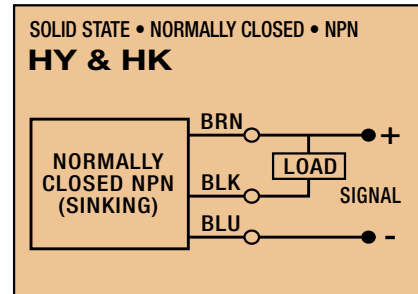 SOLID STATE • NORMALLY CLOSED • NPN
HY & HK
BRN
+
NORMALLY
CLOSED NPN
(SINKING)
LOAD
BLK
SIGNAL
BLU
-